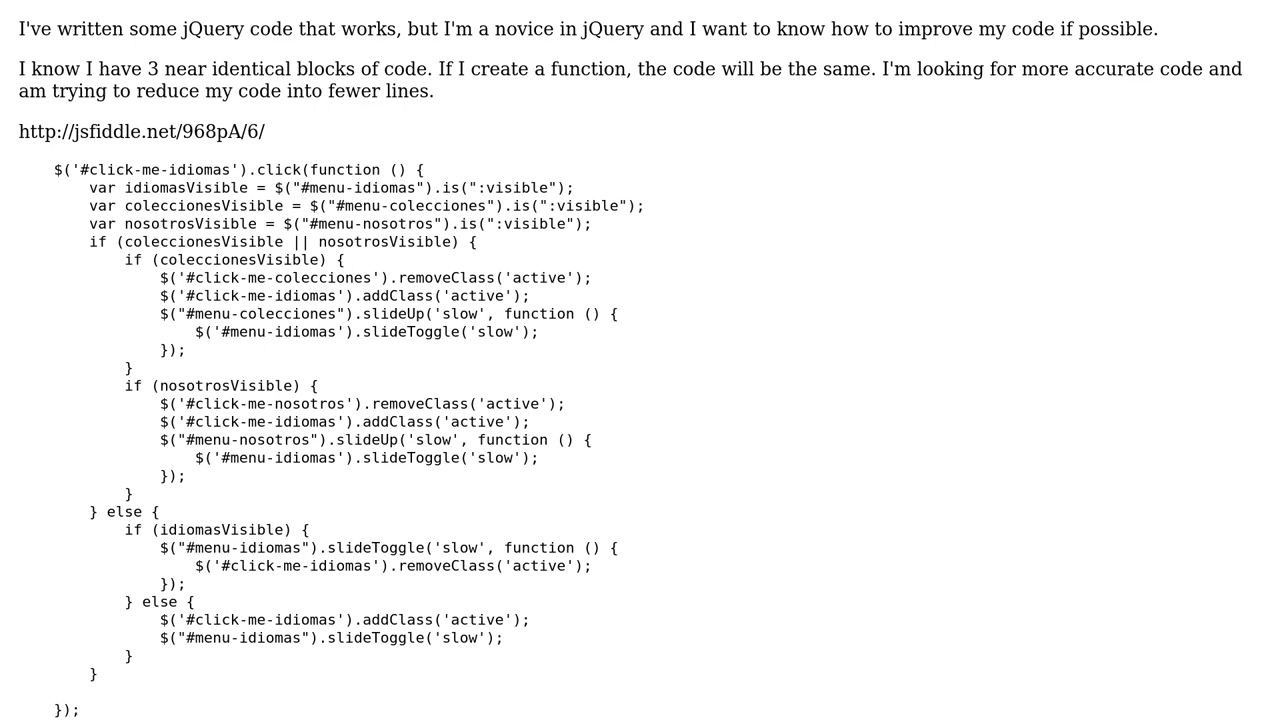 I've written some jQuery code that works, but I'm a novice in jQuery and I want to know how to improve my code if possible.
I know I have 3 near identical blocks of code. If I create a function, the code will be the same. I'm looking for more accurate code and
am trying to reduce my code into fewer lines.
http://jsfiddle.net/968pA/6/
$('#click-me-idiomas').click(function () {
    var idiomasVisible = $("#menu-idiomas").is(":visible");
    var coleccionesVisible = $("#menu-colecciones").is(":visible");
    var nosotrosVisible = $("#menu-nosotros").is(":visible");
    if (coleccionesVisible || nosotrosVisible) {
        if (coleccionesVisible) {
            $('#click-me-colecciones').removeClass('active');
            $('#click-me-idiomas').addClass('active');
            $("#menu-colecciones").slideUp('slow', function () {
                $('#menu-idiomas').slideToggle('slow');
            });
        }
        if (nosotrosVisible) {
            $('#click-me-nosotros').removeClass('active');
            $('#click-me-idiomas').addClass('active');
            $("#menu-nosotros").slideUp('slow', function () {
                $('#menu-idiomas').slideToggle('slow');
            });
        }
    } else {
        if (idiomasVisible) {
            $("#menu-idiomas").slideToggle('slow', function () {
                $('#click-me-idiomas').removeClass('active');
            });
        } else {
            $('#click-me-idiomas').addClass('active');
            $("#menu-idiomas").slideToggle('slow');
        }
    }
});